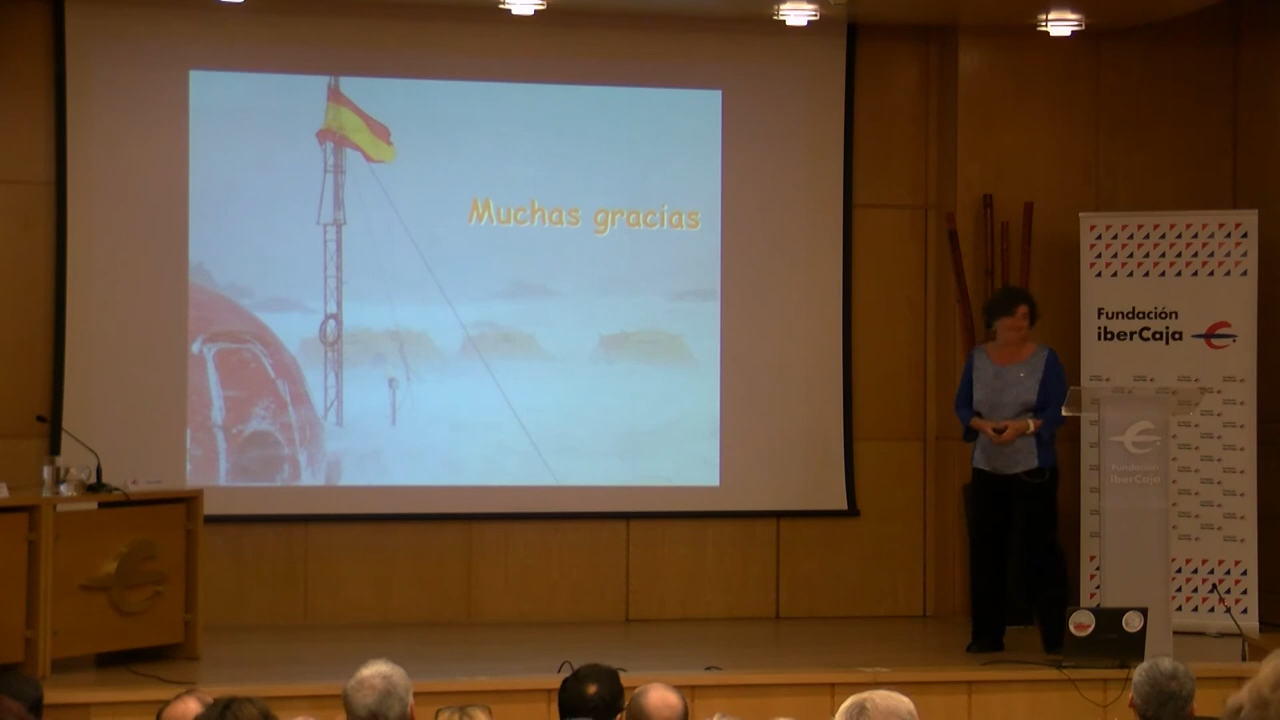 Muchas gracias
Fundación
iberCaja
Fundación
iberCaja